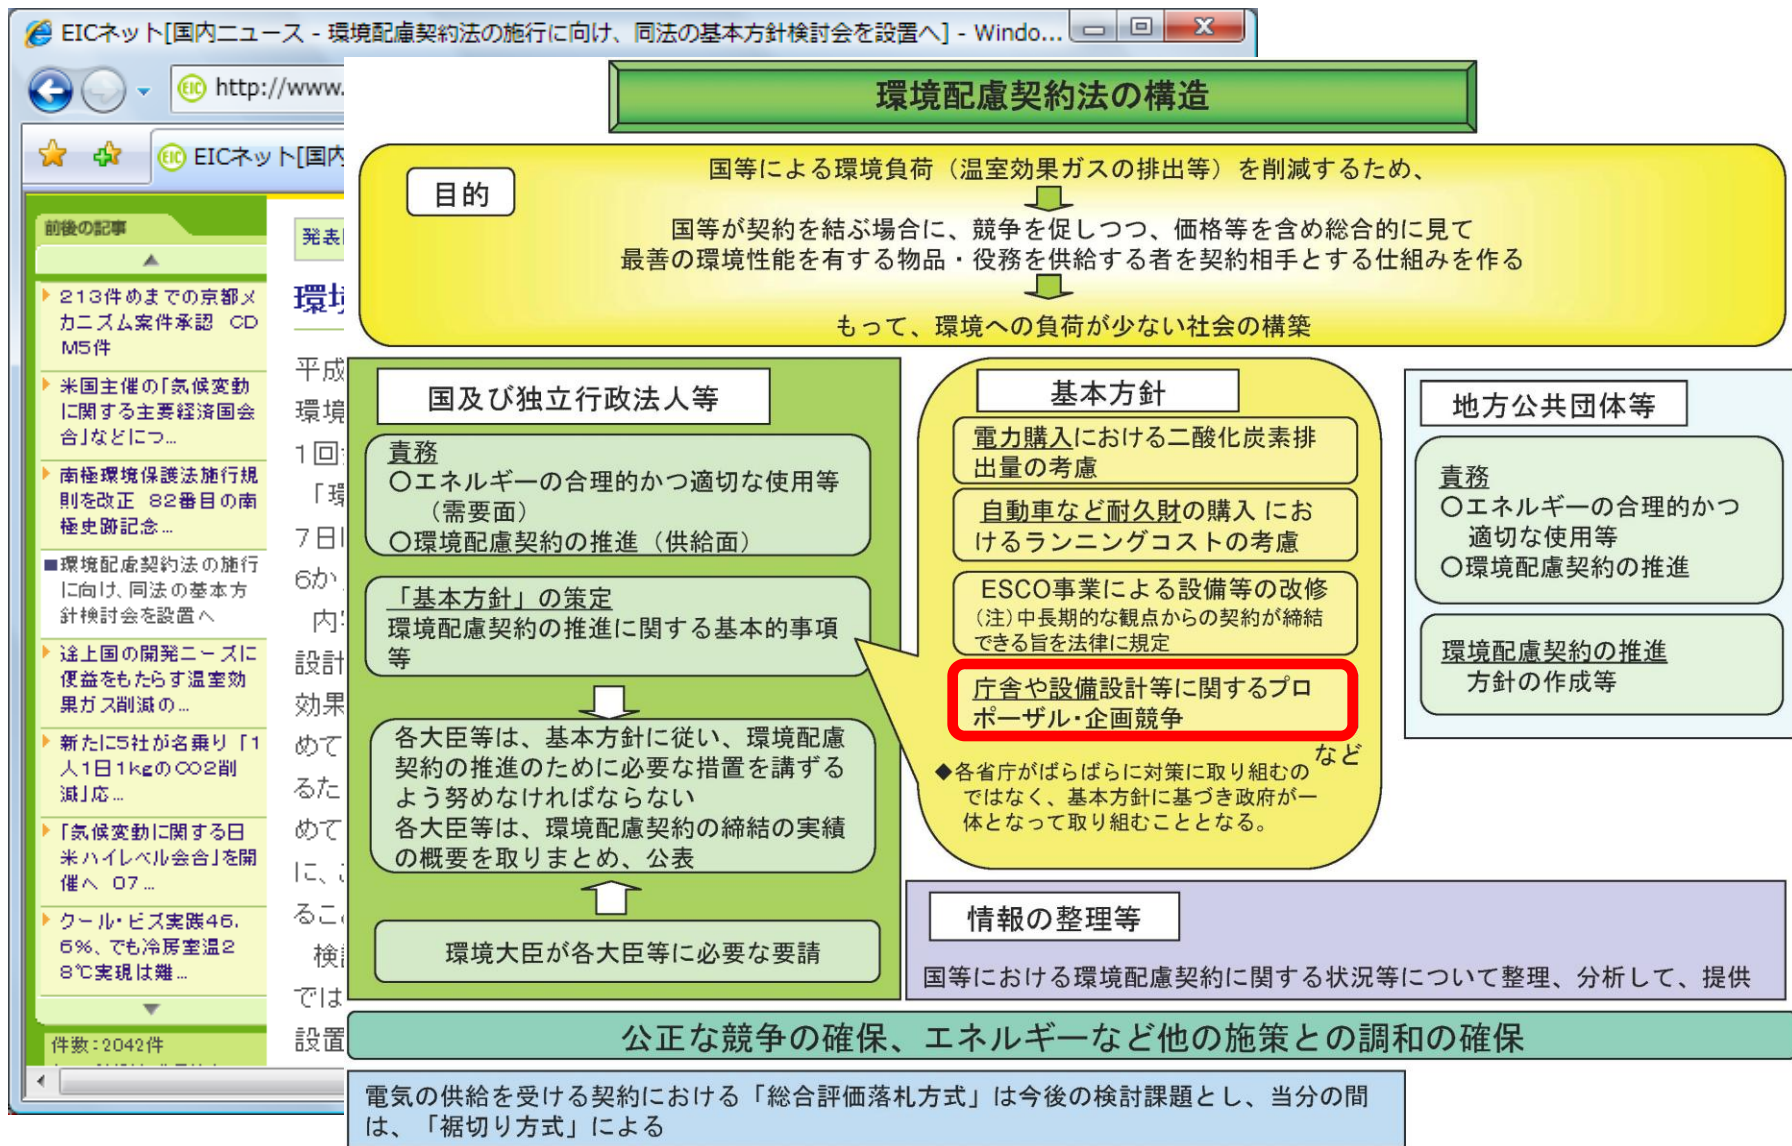 EICネット[国内ニュース - 環境配慮契約法の施行に向け、同法の基本方針検討会を設置へ] - Windo...
http://www.
EICネット[国内
前後の記事
213件めまでの京都メ
カニズム案件承認 CD
M5件
米国主催の「気候変動
に関する主要経済国会
合」などにつ…
南極環境保護法施行規
則を改正 82番目の南
極史跡記念…
■環境配慮契約法の施行
に向け、同法の基本方
針検討会を設置へ
途上国の開発ニーズに
便益をもたらす温室効
果ガス削減の…
新たに5社が名乗り 「1
人1日1kgのCO2削
減」応…
「気候変動に関する日
米ハイレベル会合」を開
催へ 07…
クール・ビズ実践46.
6%、でも冷房室温2
8℃実現は難…
件数:2042件
発表
環境
平成
環境
1回
「環
7日
6か
内
設計
効果
めて
るた
めて
に、
るこ
検
では
設置
環境配慮契約法の構造
目的
国等による環境負荷（温室効果ガスの排出等）を削減するため、
国等が契約を結ぶ場合に、競争を促しつつ、価格等を含め総合的に見て
最善の環境性能を有する物品・役務を供給する者を契約相手とする仕組みを作る
もって、環境への負荷が少ない社会の構築
国及び独立行政法人等
責務
○エネルギーの合理的かつ適切な使用等
（需要面）
○環境配慮契約の推進（供給面）
「基本方針」の策定
環境配慮契約の推進に関する基本的事項
等
各大臣等は、基本方針に従い、環境配慮
契約の推進のために必要な措置を講ずる
よう努めなければならない
各大臣等は、環境配慮契約の締結の実績
の概要を取りまとめ、公表
環境大臣が各大臣等に必要な要請
基本方針
電力購入における二酸化炭素排
出量の考慮
自動車など耐久財の購入 にお
けるランニングコストの考慮
ESCO事業による設備等の改修
(注)中長期的な観点からの契約が締結
できる旨を法律に規定
庁舎や設備設計等に関するプロ
ポーザル・企画競争
など
◆各省庁がばらばらに対策に取り組むの
ではなく、基本方針に基づき政府が一
体となって取り組むこととなる。
地方公共団体等
責務
○エネルギーの合理的かつ
適切な使用等
○環境配慮契約の推進
環境配慮契約の推進
方針の作成等
情報の整理等
国等における環境配慮契約に関する状況等について整理、分析して、提供
公正な競争の確保、エネルギーなど他の施策との調和の確保
電気の供給を受ける契約における「総合評価落札方式」は今後の検討課題とし、当分の間
は、「裾切り方式」による